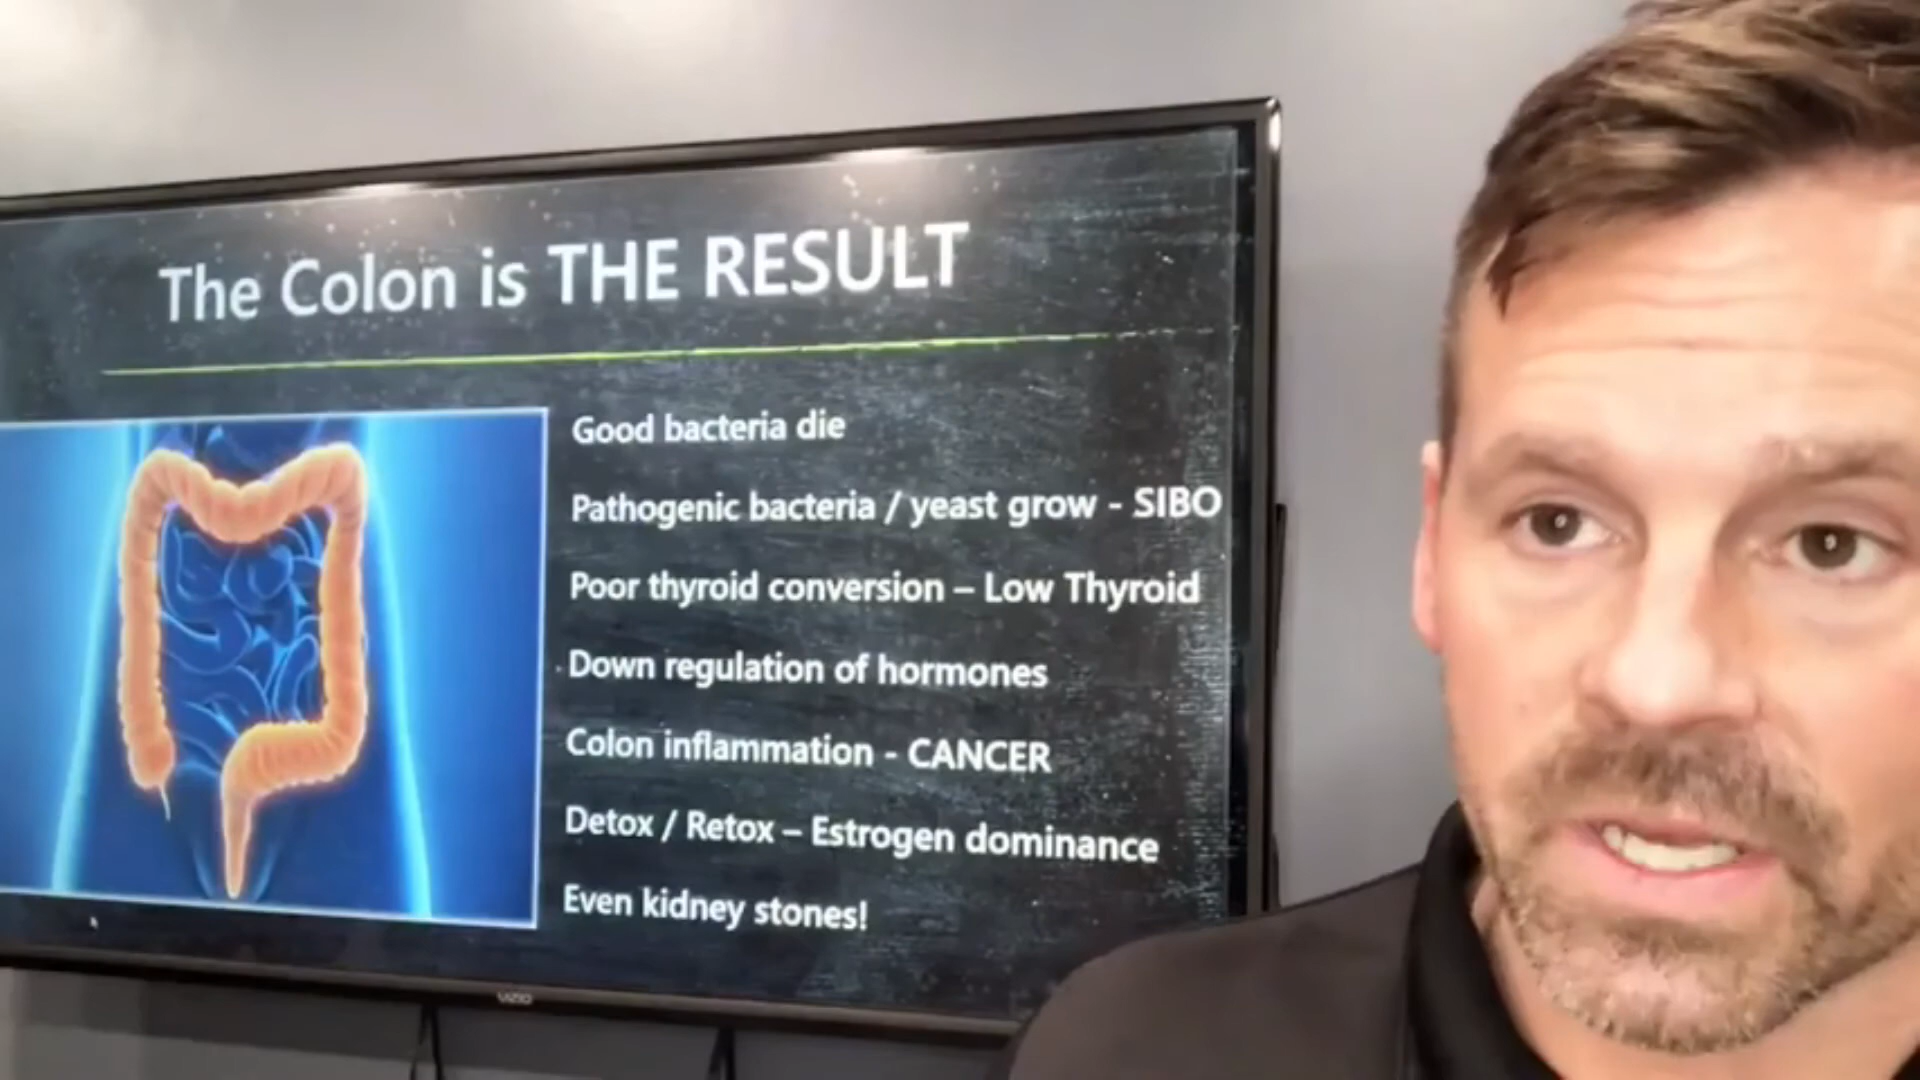 The Colon is THE RESULT
Good bacteria die
Pathogenic bacteria / yeast grow - SIBO
Poor thyroid conversion – Low Thyroid
Down regulation of hormones
Colon inflammation - CANCER
Detox / Retox – Estrogen dominance
Even kidney stones!
VIZIO